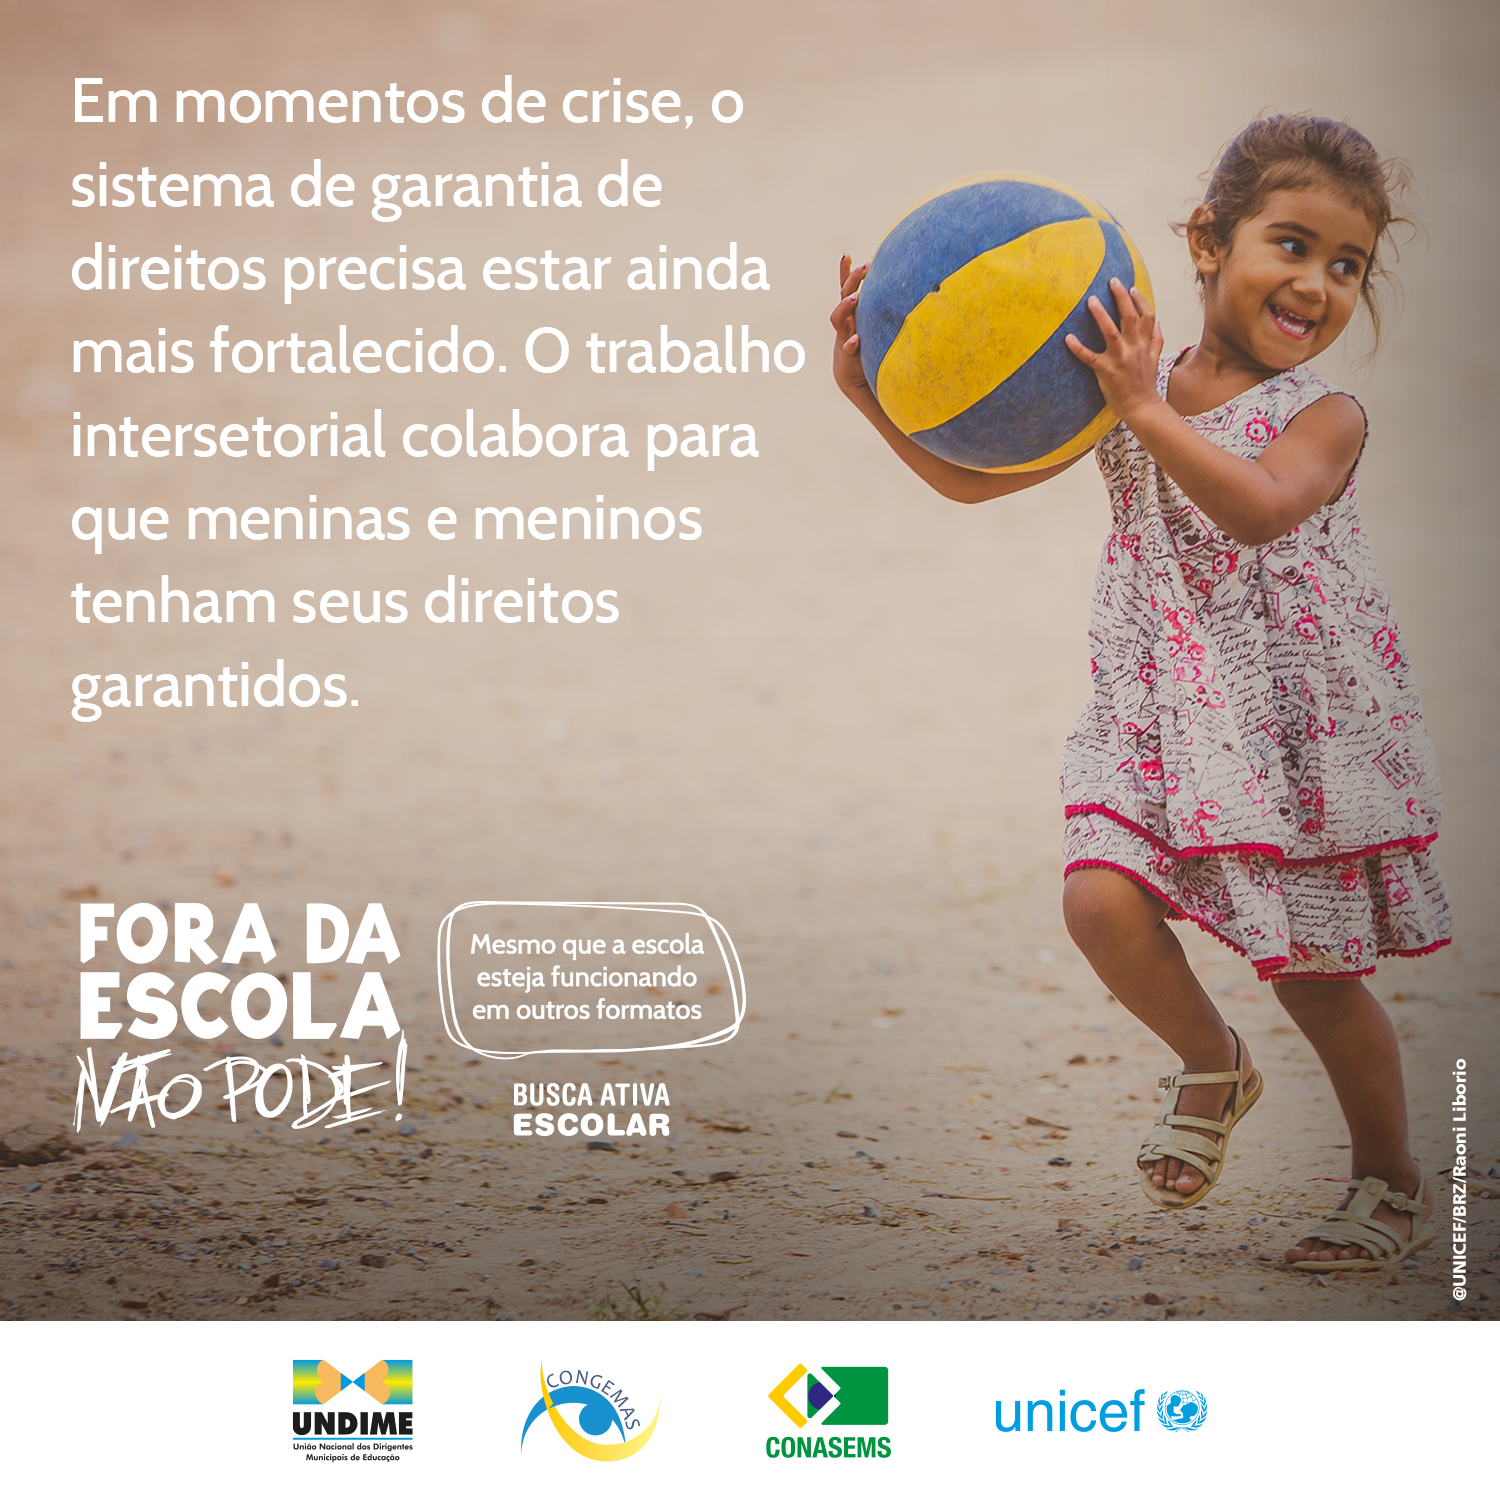 Em momentos de crise, o
sistema de garantia de
direitos precisa estar ainda
mais fortalecido. O trabalho
intersetorial colabora para
que meninas e meninos
tenham seus direitos
garantidos.
FORA DA
ESCOLA
NÃO PODE!
Mesmo que a escola
esteja funcionando
em outros formatos
BUSCA ATIVA
ESCOLAR
@UNICEF/BRZ/Raoni Liborio
UNDIME
União Nacional dos Dirigentes
Municipais de Educação
CONGEMAS
CONASEMS
unicef